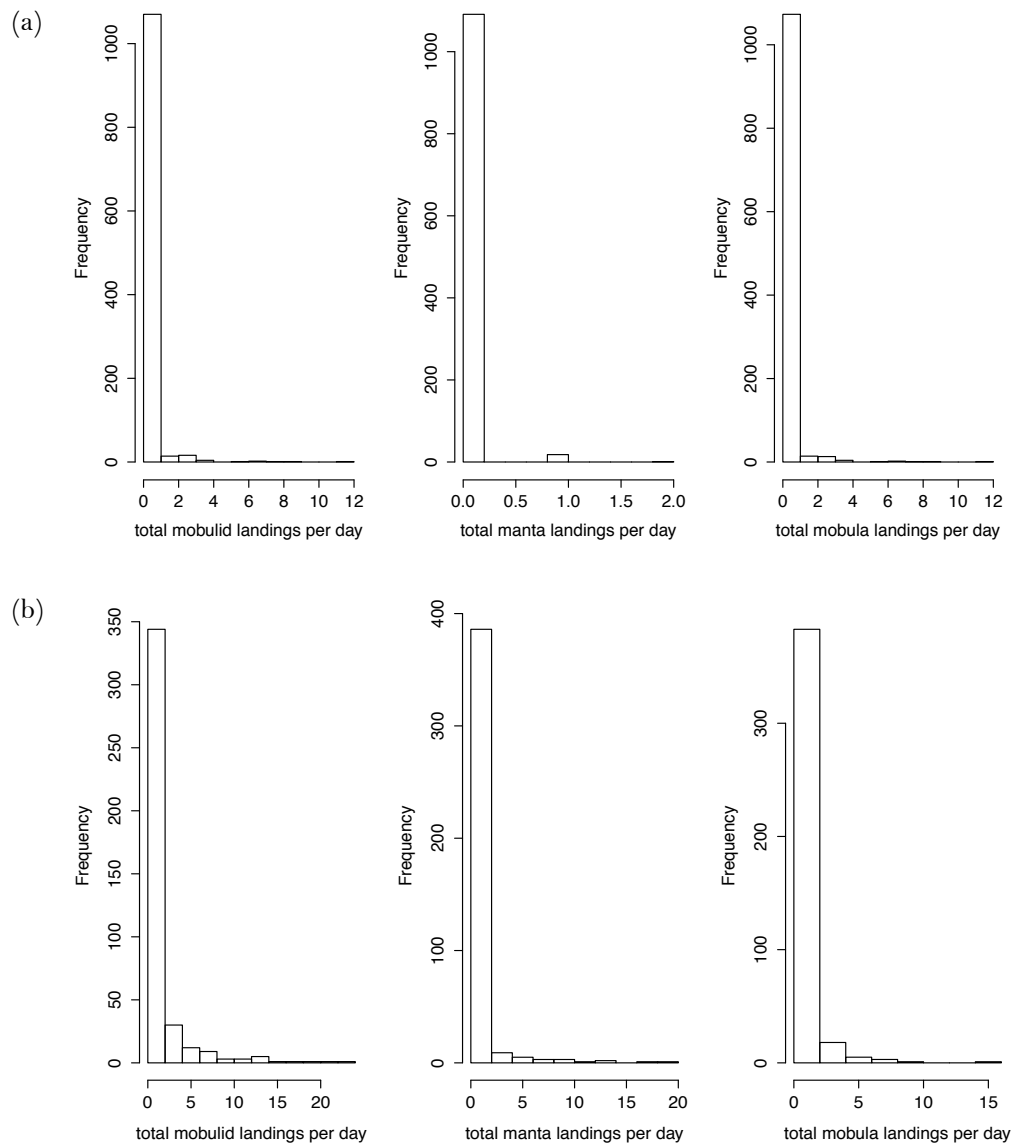 (a)
Frequency
0
200
400
600
800
1000
0 2 4 6 8 10 12
total mobulid landings per day
Frequency
0
200
400
600
800
1000
0.0 0.5 1.0 1.5 2.0
total manta landings per day
Frequency
0
200
400
600
800
1000
0 2 4 6 8 10 12
total mobula landings per day
(b)
Frequency
0
50
100
150
200
250
300
350
0 5 10 15 20
total mobulid landings per day
Frequency
0
100
200
300
400
0 5 10 15 20
total manta landings per day
Frequency
0
100
200
300
0 5 10 15
total mobula landings per day